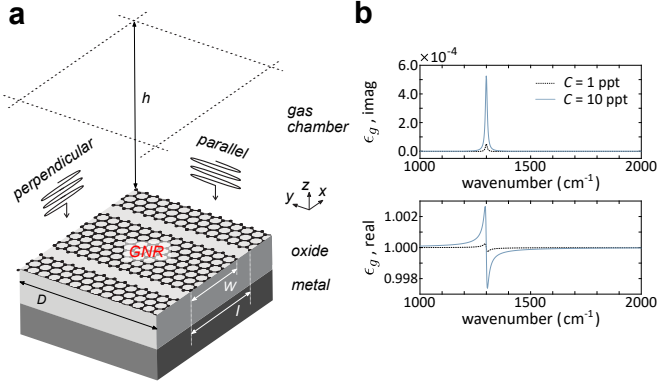 a
h
gas
chamber
perpendicular
parallel
z
y
x
GNR
oxide
metal
D
W
l
b
×10⁻⁴
6.0
4.0
2.0
0.0
ϵg , imag
C = 1 ppt
C = 10 ppt
1000 1500 2000
wavenumber (cm⁻¹)
1.002
1.000
0.998
ϵg , real
1000 1500 2000
wavenumber (cm⁻¹)